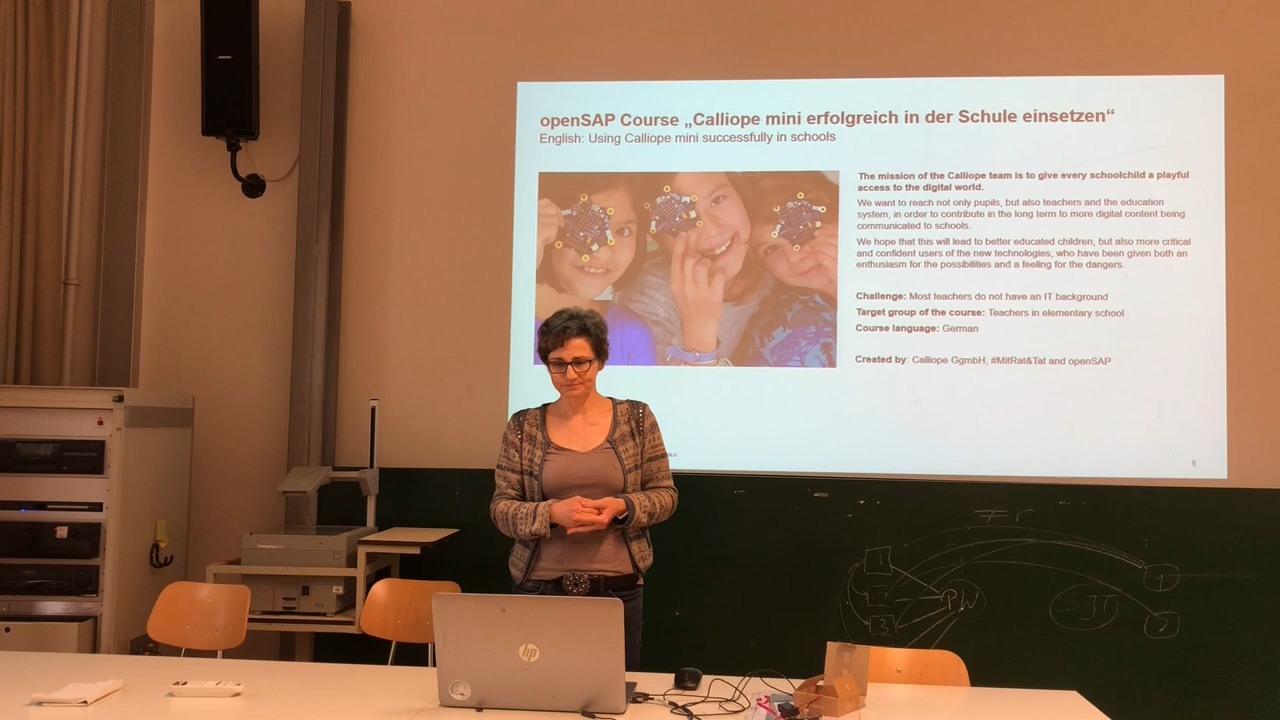 openSAP Course „Calliope mini erfolgreich in der Schule einsetzen“
English: Using Calliope mini successfully in schools
The mission of the Calliope team is to give every schoolchild a playful
access to the digital world.
We want to reach not only pupils, but also teachers and the education
system, in order to contribute in the long term to more digital content being
communicated to schools.
We hope that this will lead to better educated children, but also more critical
and confident users of the new technologies, who have been given both an
enthusiasm for the possibilities and a feeling for the dangers.
Challenge: Most teachers do not have an IT background
Target group of the course: Teachers in elementary school
Course language: German
Created by: Calliope GgmbH, #MitRat&Tat and openSAP
5
≠ r
1
1
PW
SJT
3
2
hp